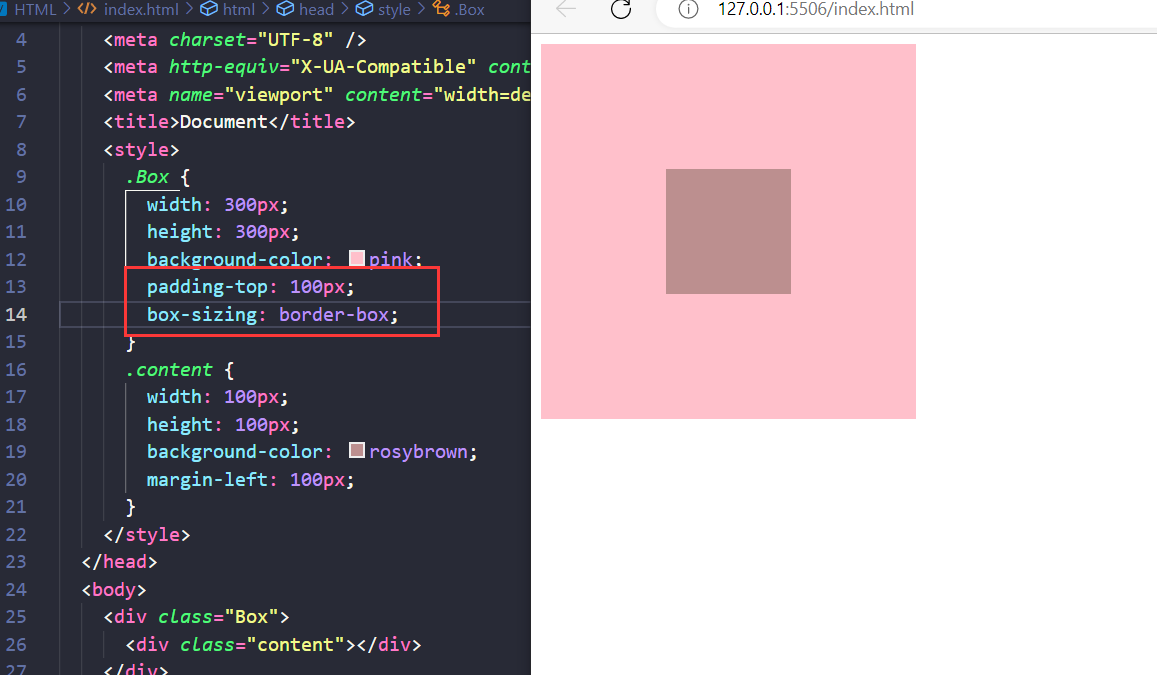 HTML > </> index.html > html > head > style > .Box
127.0.0.1:5506/index.html
4 <meta charset="UTF-8" />
5 <meta http-equiv="X-UA-Compatible" cont
6 <meta name="viewport" content="width=de
7 <title>Document</title>
8 <style>
9 .Box {
10 width: 300px;
11 height: 300px;
12 background-color: pink;
13 padding-top: 100px;
14 box-sizing: border-box;
15 }
16 .content {
17 width: 100px;
18 height: 100px;
19 background-color: rosybrown;
20 margin-left: 100px;
21 }
22 </style>
23 </head>
24 <body>
25 <div class="Box">
26 <div class="content"></div>
27 </div>